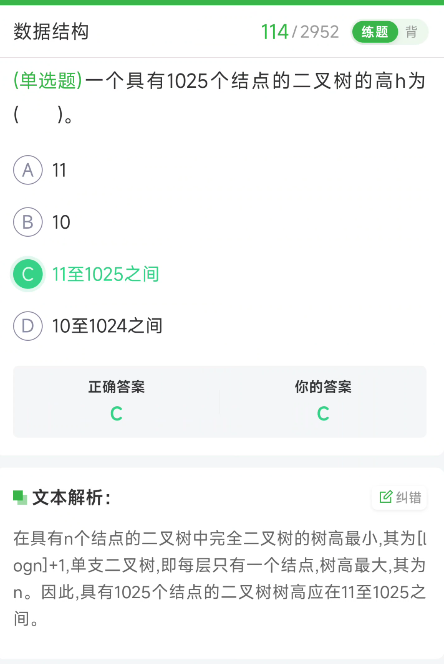 数据结构 114/2952 练题 背
(单选题)一个具有1025个结点的二叉树的高h为
(  )。
A 11
B 10
C 11至1025之间
D 10至1024之间
正确答案 你的答案
C C
文本解析: 纠错
在具有n个结点的二叉树中完全二叉树的树高最小,其为[l
ogn]+1,单支二叉树,即每层只有一个结点,树高最大,其为
n。因此,具有1025个结点的二叉树树高应在11至1025之
间。